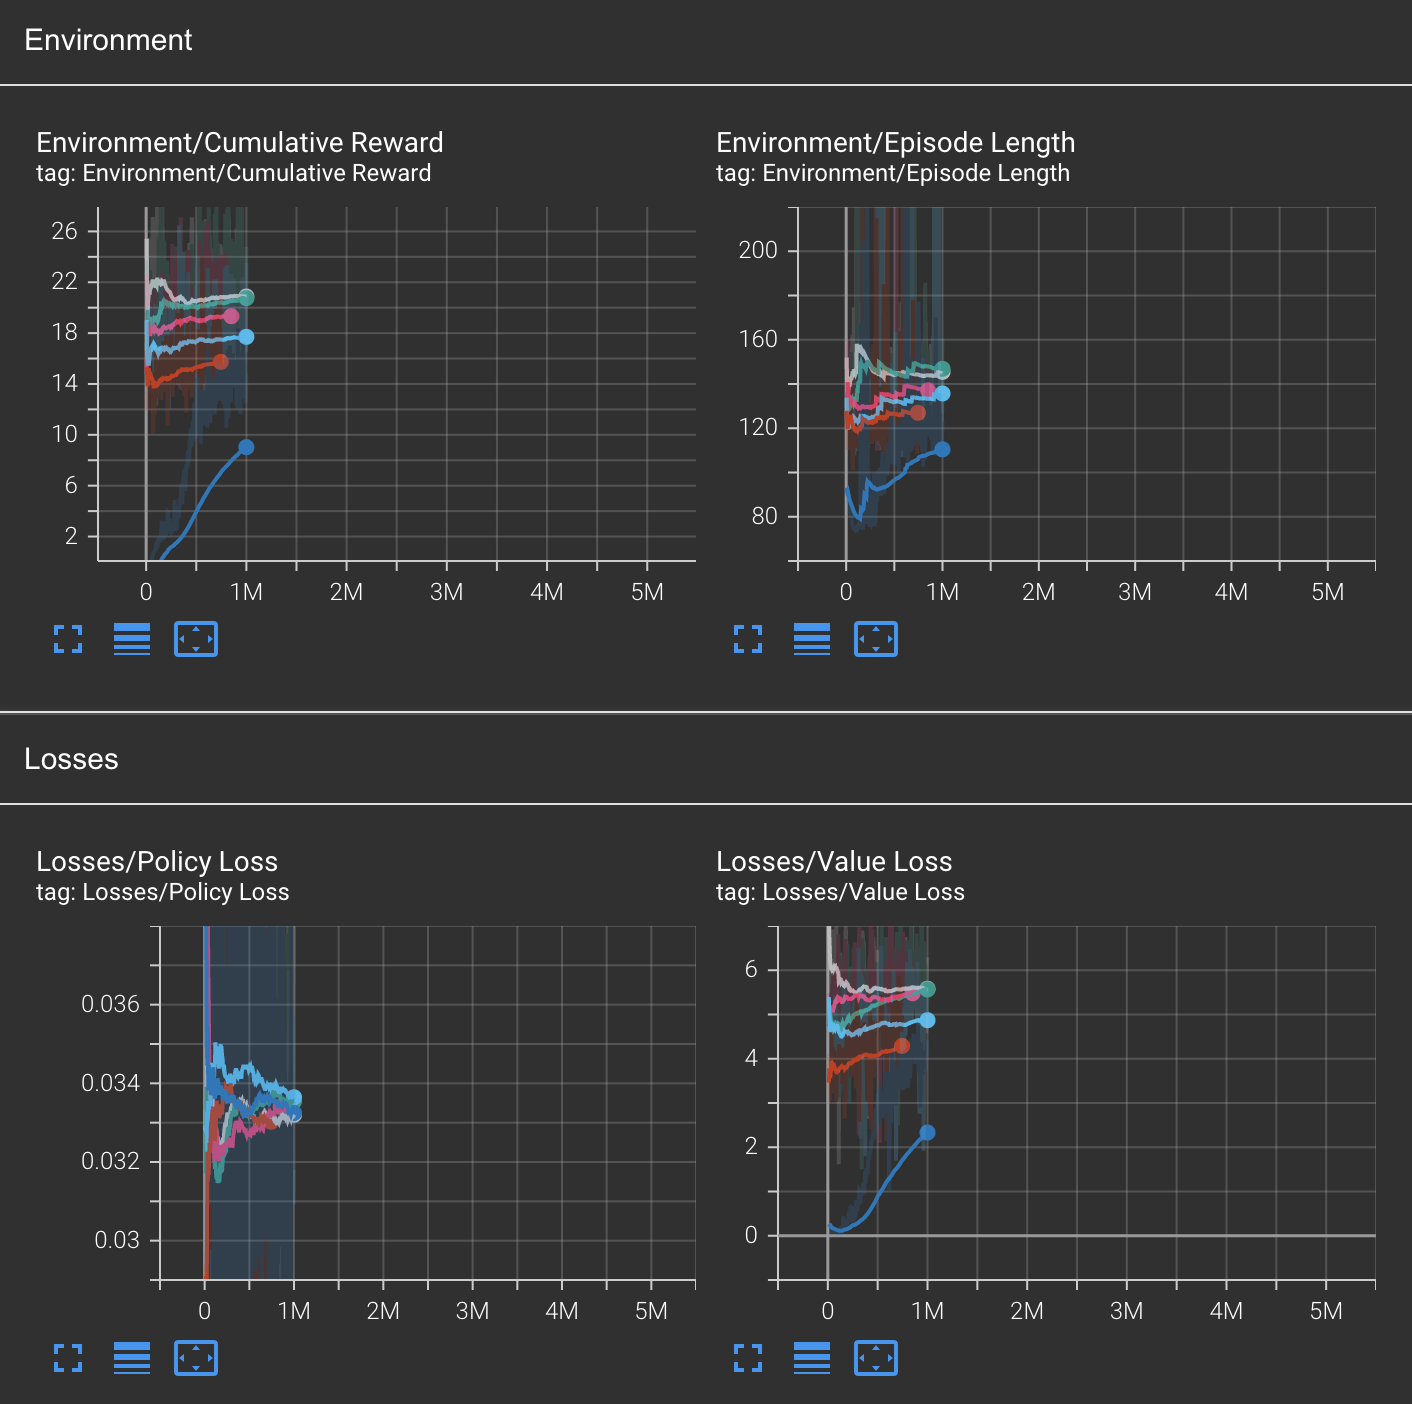 Environment
Environment/Cumulative Reward
tag: Environment/Cumulative Reward
26
22
18
14
10
6
2
0 1M 2M 3M 4M 5M
Environment/Episode Length
tag: Environment/Episode Length
200
160
120
80
0 1M 2M 3M 4M 5M
Losses
Losses/Policy Loss
tag: Losses/Policy Loss
0.036
0.034
0.032
0.03
0 1M 2M 3M 4M 5M
Losses/Value Loss
tag: Losses/Value Loss
6
4
2
0
0 1M 2M 3M 4M 5M